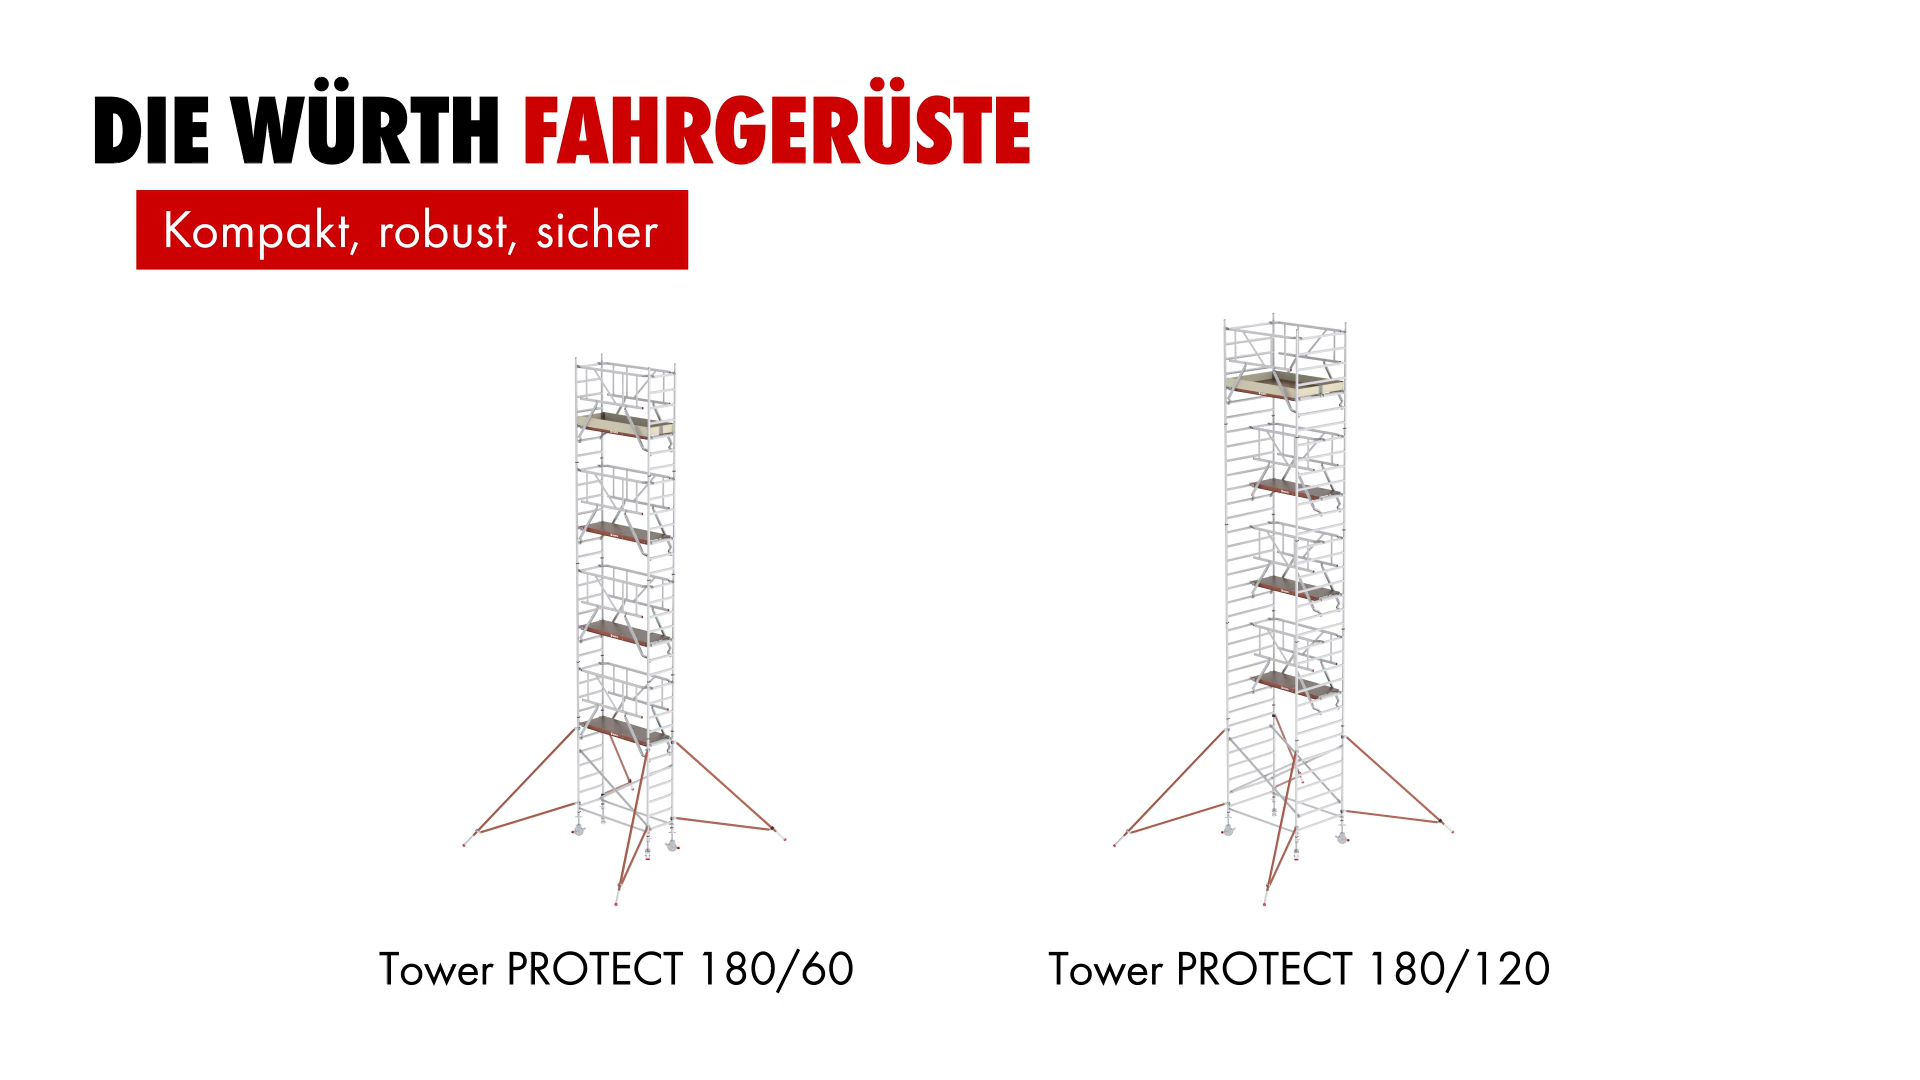 DIE WÜRTH FAHRGERÜSTE
Kompakt, robust, sicher
Tower PROTECT 180/60
Tower PROTECT 180/120